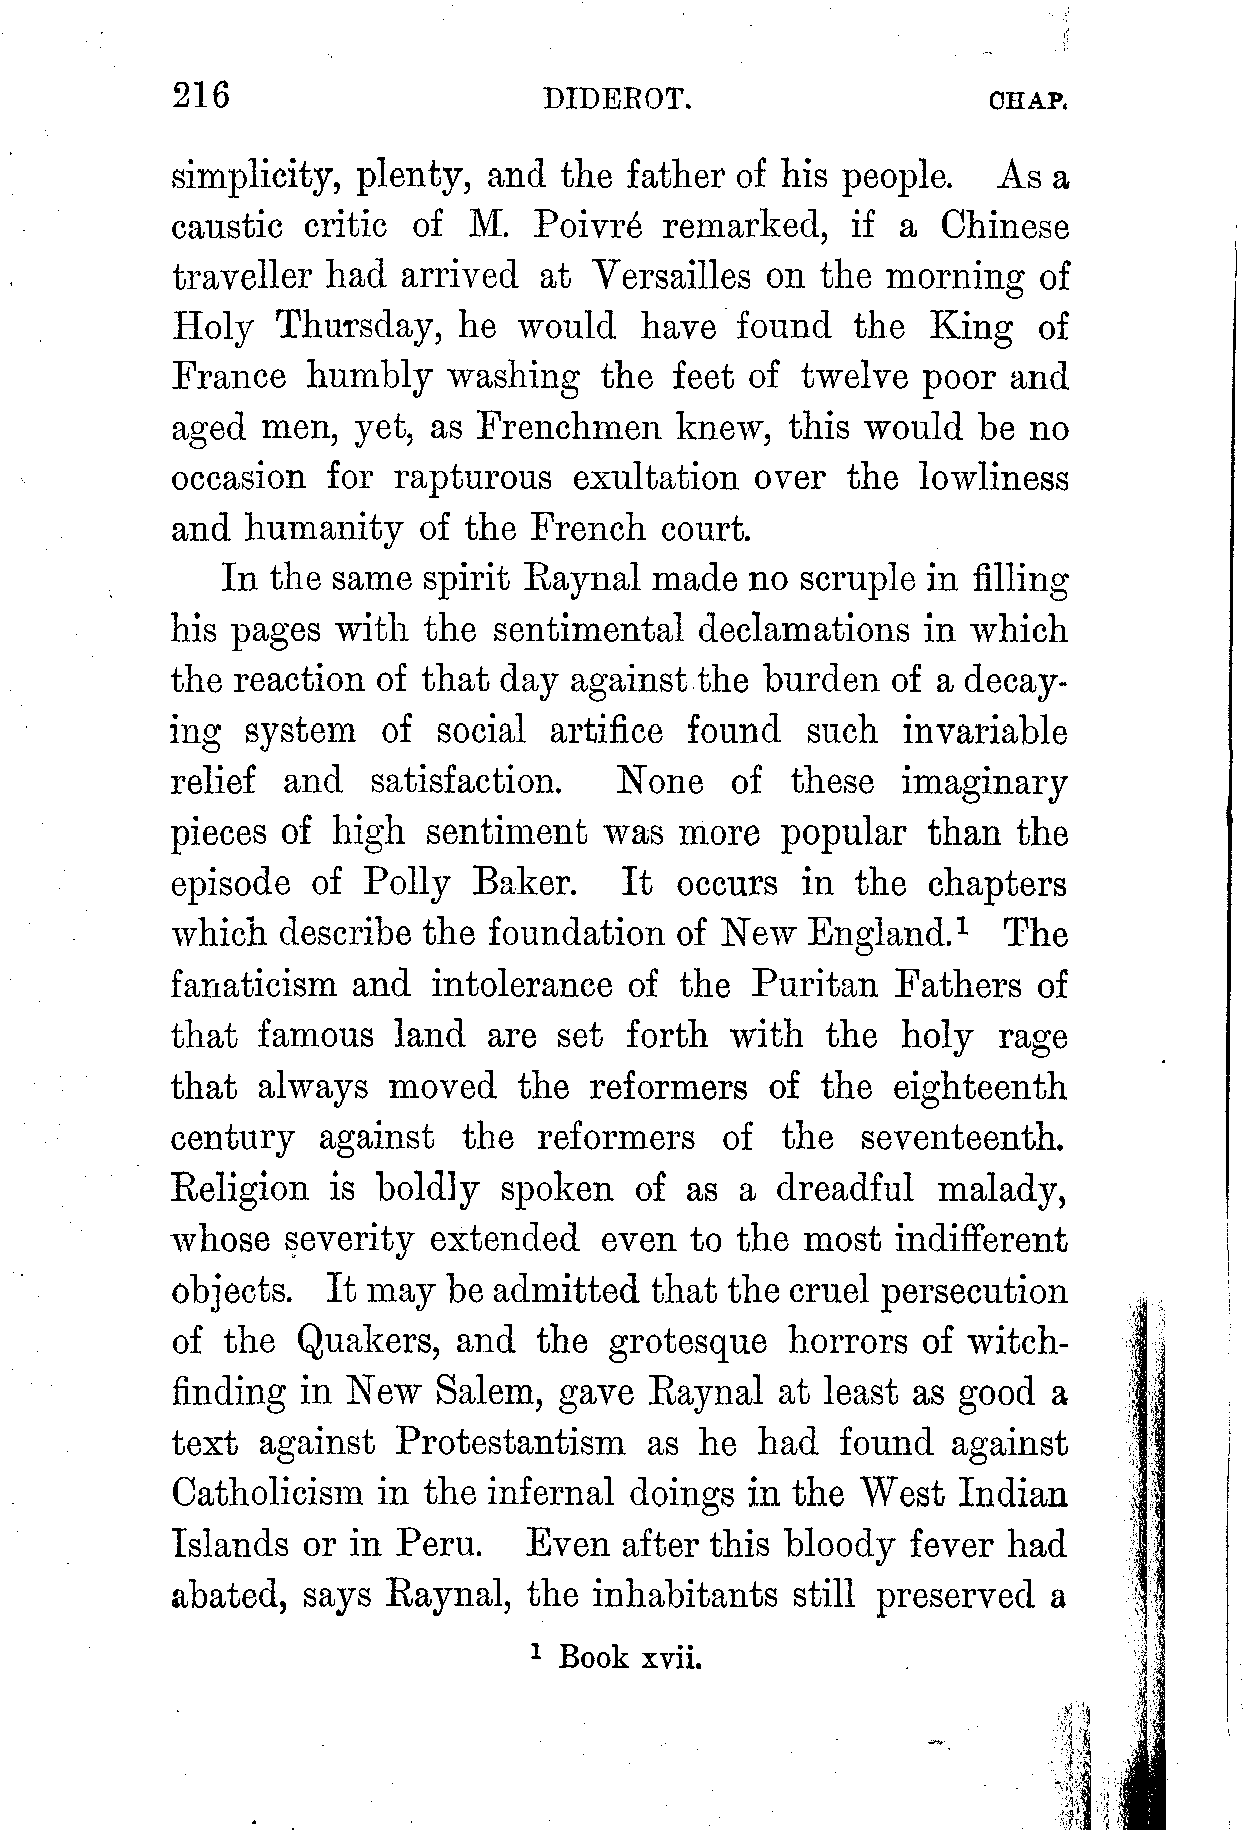 216 DIDEROT. CHAP.
simplicity, plenty, and the father of his people. As a
caustic critic of M. Poivré remarked, if a Chinese
traveller had arrived at Versailles on the morning of
Holy Thursday, he would have found the King of
France humbly washing the feet of twelve poor and
aged men, yet, as Frenchmen knew, this would be no
occasion for rapturous exultation over the lowliness
and humanity of the French court.
In the same spirit Raynal made no scruple in filling
his pages with the sentimental declamations in which
the reaction of that day against the burden of a decay-
ing system of social artifice found such invariable
relief and satisfaction. None of these imaginary
pieces of high sentiment was more popular than the
episode of Polly Baker. It occurs in the chapters
which describe the foundation of New England.¹ The
fanaticism and intolerance of the Puritan Fathers of
that famous land are set forth with the holy rage
that always moved the reformers of the eighteenth
century against the reformers of the seventeenth.
Religion is boldly spoken of as a dreadful malady,
whose severity extended even to the most indifferent
objects. It may be admitted that the cruel persecution
of the Quakers, and the grotesque horrors of witch-
finding in New Salem, gave Raynal at least as good a
text against Protestantism as he had found against
Catholicism in the infernal doings in the West Indian
Islands or in Peru. Even after this bloody fever had
abated, says Raynal, the inhabitants still preserved a
¹ Book xvii.